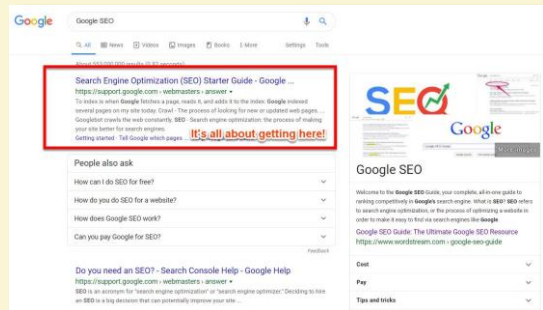 Google
Google SEO
All News Videos Images Books More Settings Tools
About 553,000,000 results (0.82 seconds)
Search Engine Optimization (SEO) Starter Guide - Google ...
https://support.google.com › webmasters › answer
To index is when Google fetches a page, reads it, and adds it to the index: Google indexed
several pages on my site today. Crawl - The process of looking for new or updated web pages. ...
Googlebot crawls the web constantly. SEO - Search engine optimization: the process of making
your site better for search engines.
Getting started · Tell Google which pages
It's all about getting here!
People also ask
How can I do SEO for free?
How do you do SEO for a website?
How does Google SEO work?
Can you pay Google for SEO?
Feedback
Do you need an SEO? - Search Console Help - Google Help
https://support.google.com › webmasters › answer
SEO is an acronym for "search engine optimization" or "search engine optimizer." Deciding to hire
an SEO is a big decision that can potentially improve your site ...
SEO
Google
More images
Google SEO
Welcome to the Google SEO Guide, your complete, all-in-one guide to
ranking competitively in Google's search engine. What is SEO? SEO refers
to search engine optimization, or the process of optimizing a website in
order to make it easy to find via search engines like Google.
Google SEO Guide: The Ultimate Google SEO Resource
https://www.wordstream.com › google-seo-guide
Cost
Pay
Tips and tricks